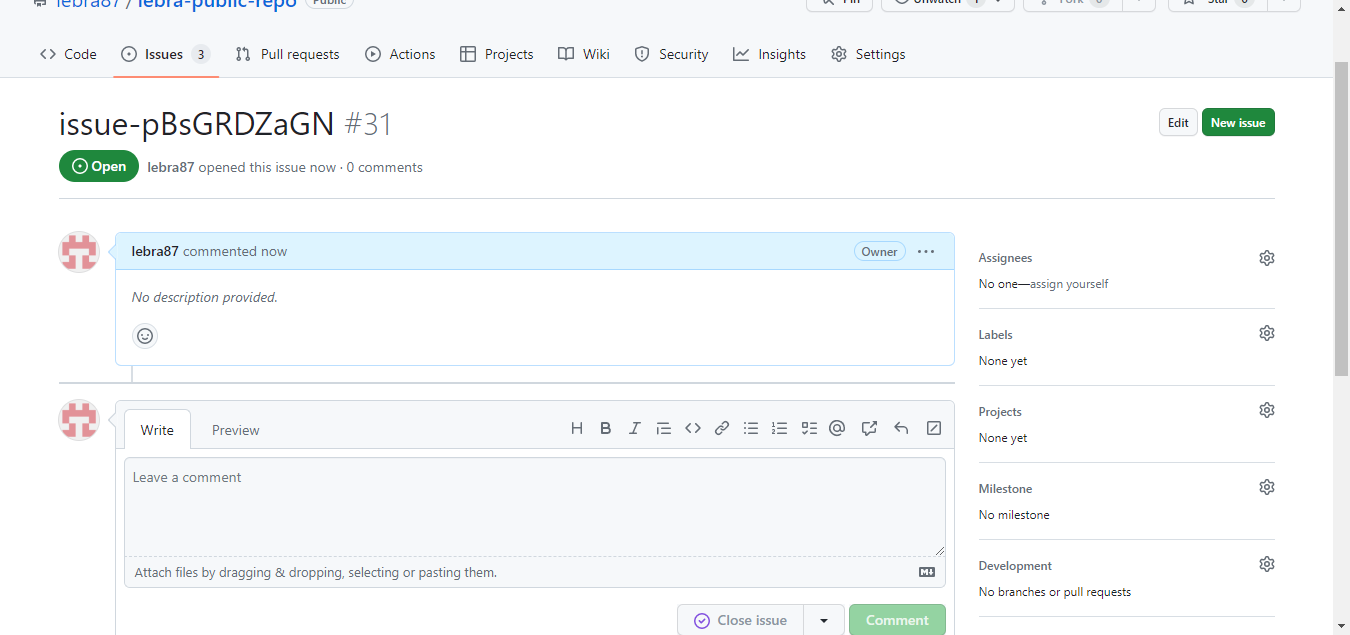 lebra87 / lebra-public-repo Public Pin Unwatch 1 Fork 0 Star 0
Code Issues 3 Pull requests Actions Projects Wiki Security Insights Settings
issue-pBsGRDZaGN #31
Edit New issue
Open lebra87 opened this issue now · 0 comments
lebra87 commented now Owner
No description provided.
Assignees
No one—assign yourself
Labels
None yet
Projects
None yet
Milestone
No milestone
Development
No branches or pull requests
Write Preview
Leave a comment
Attach files by dragging & dropping, selecting or pasting them.
Close issue Comment